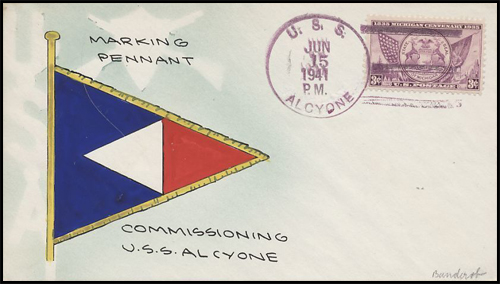 MARKING
PENNANT
U. S. S.
JUN
15
1941
P.M.
ALCYONE
1835 MICHIGAN CENTENARY 1935
3¢ U.S. POSTAGE 3¢
COMMISSIONING
U.S.S. ALCYONE